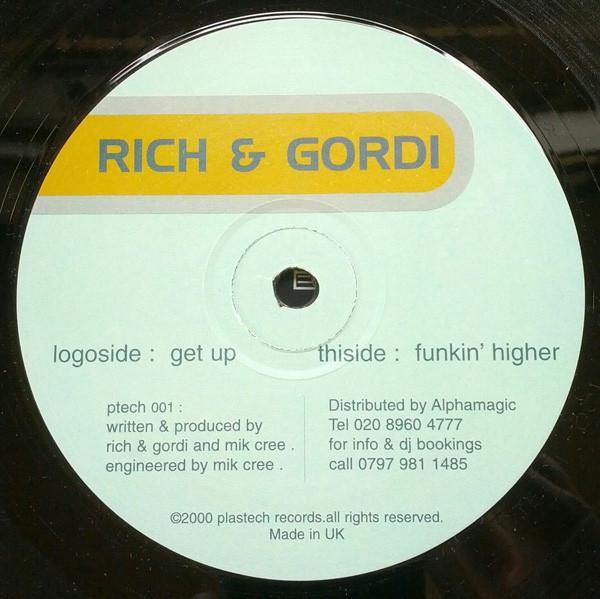 RICH & GORDI
logoside : get up
thiside : funkin' higher
ptech 001 :
written & produced by
rich & gordi and mik cree .
engineered by mik cree .
Distributed by Alphamagic
Tel 020 8960 4777
for info & dj bookings
call 0797 981 1485
©2000 plastech records.all rights reserved.
Made in UK